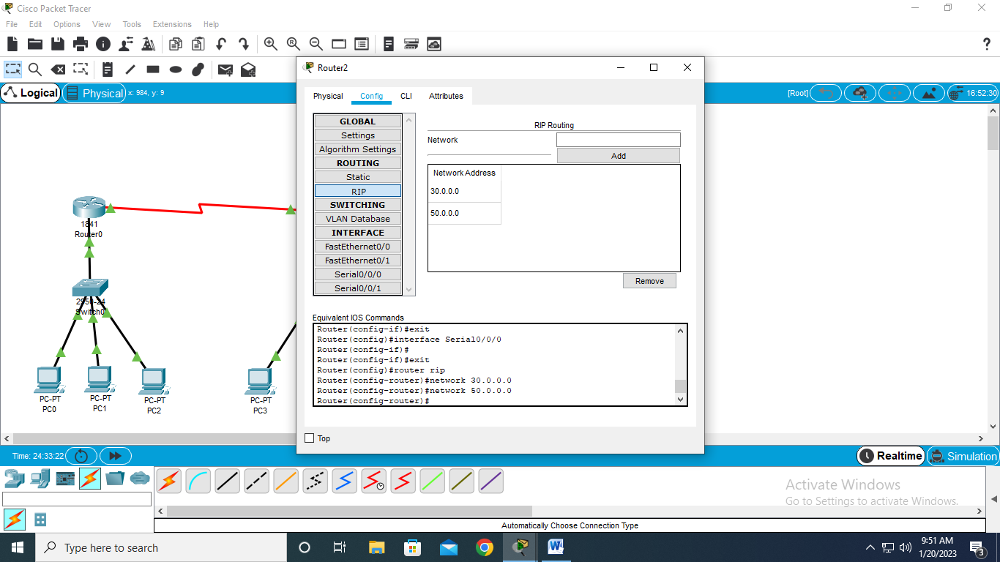 Cisco Packet Tracer
File Edit Options View Tools Extensions Help
?
Logical Physical x: 984, y: 9
[Root] 16:52:30
1841
Router0
2950-24
Switch0
PC-PT
PC0
PC-PT
PC1
PC-PT
PC2
PC-PT
PC3
Router2
Physical Config CLI Attributes
GLOBAL
Settings
Algorithm Settings
ROUTING
Static
RIP
SWITCHING
VLAN Database
INTERFACE
FastEthernet0/0
FastEthernet0/1
Serial0/0/0
Serial0/0/1
RIP Routing
Network
Add
Network Address
30.0.0.0
50.0.0.0
Remove
Equivalent IOS Commands
Router(config-if)#exit
Router(config)#interface Serial0/0/0
Router(config-if)#
Router(config-if)#exit
Router(config)#router rip
Router(config-router)#network 30.0.0.0
Router(config-router)#network 50.0.0.0
Router(config-router)#
Top
Time: 24:33:22
Realtime Simulation
Activate Windows
Go to Settings to activate Windows.
Automatically Choose Connection Type
Type here to search
9:51 AM
1/20/2023
3